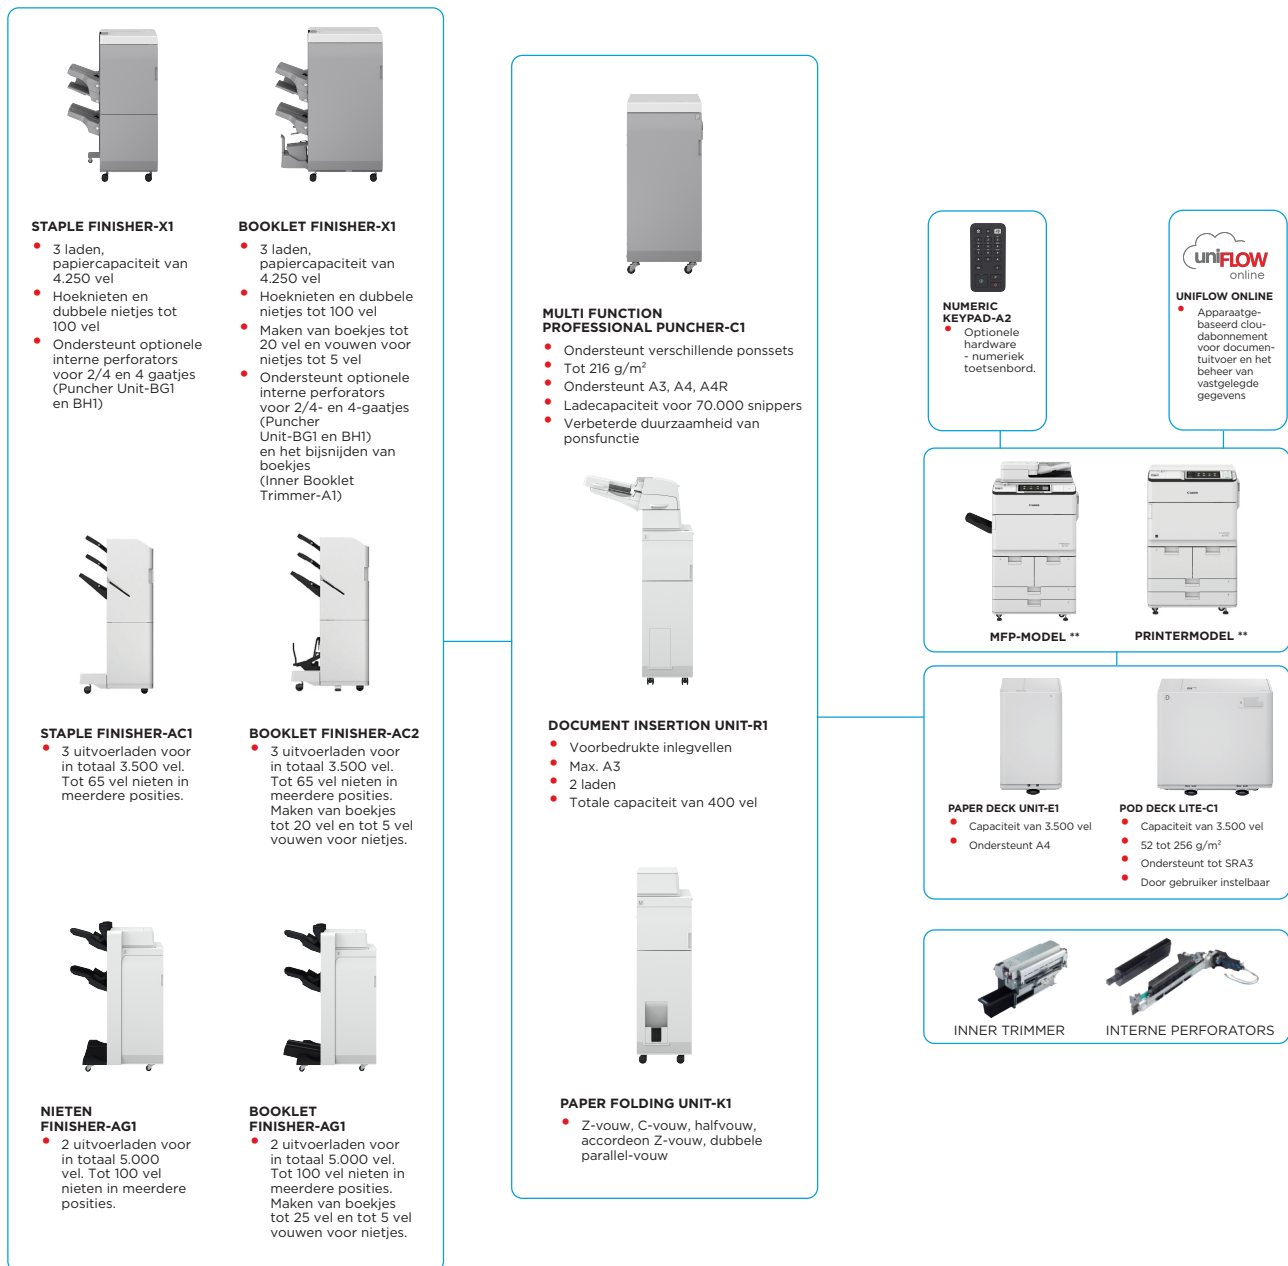 STAPLE FINISHER-X1
• 3 laden,
papiercapaciteit van
4.250 vel
• Hoeknieten en
dubbele nietjes tot
100 vel
• Ondersteunt optionele
interne perforators
voor 2/4 en 4 gaatjes
(Puncher Unit-BG1
en BH1)
BOOKLET FINISHER-X1
• 3 laden,
papiercapaciteit van
4.250 vel
• Hoeknieten en dubbele
nietjes tot 100 vel
• Maken van boekjes tot
20 vel en vouwen voor
nietjes tot 5 vel
• Ondersteunt optionele
interne perforators
voor 2/4- en 4-gaatjes
(Puncher
Unit-BG1 en BH1)
en het bijsnijden van
boekjes
(Inner Booklet
Trimmer-A1)
STAPLE FINISHER-AC1
• 3 uitvoerladen voor
in totaal 3.500 vel.
Tot 65 vel nieten in
meerdere posities.
BOOKLET FINISHER-AC2
• 3 uitvoerladen voor
in totaal 3.500 vel.
Tot 65 vel nieten in
meerdere posities.
Maken van boekjes
tot 20 vel en tot 5 vel
vouwen voor nietjes.
NIETEN
FINISHER-AG1
• 2 uitvoerladen voor
in totaal 5.000
vel. Tot 100 vel
nieten in meerdere
posities.
BOOKLET
FINISHER-AG1
• 2 uitvoerladen voor
in totaal 5.000 vel.
Tot 100 vel nieten in
meerdere posities.
Maken van boekjes
tot 25 vel en tot 5 vel
vouwen voor nietjes.
MULTI FUNCTION
PROFESSIONAL PUNCHER-C1
• Ondersteunt verschillende ponssets
• Tot 216 g/m²
• Ondersteunt A3, A4, A4R
• Ladecapaciteit voor 70.000 snippers
• Verbeterde duurzaamheid van
ponsfunctie
DOCUMENT INSERTION UNIT-R1
• Voorbedrukte inlegvellen
• Max. A3
• 2 laden
• Totale capaciteit van 400 vel
PAPER FOLDING UNIT-K1
• Z-vouw, C-vouw, halfvouw,
accordeon Z-vouw, dubbele
parallel-vouw
NUMERIC
KEYPAD-A2
• Optionele
hardware
- numeriek
toetsenbord.
uniFLOW
online
UNIFLOW ONLINE
• Apparaatge-
baseerd clou-
dabonnement
voor documen-
tuitvoer en het
beheer van
vastgelegde
gegevens
Canon
Canon
MFP-MODEL **
PRINTERMODEL **
PAPER DECK UNIT-E1
• Capaciteit van 3.500 vel
• Ondersteunt A4
POD DECK LITE-C1
• Capaciteit van 3.500 vel
• 52 tot 256 g/m²
• Ondersteunt tot SRA3
• Door gebruiker instelbaar
INNER TRIMMER
INTERNE PERFORATORS